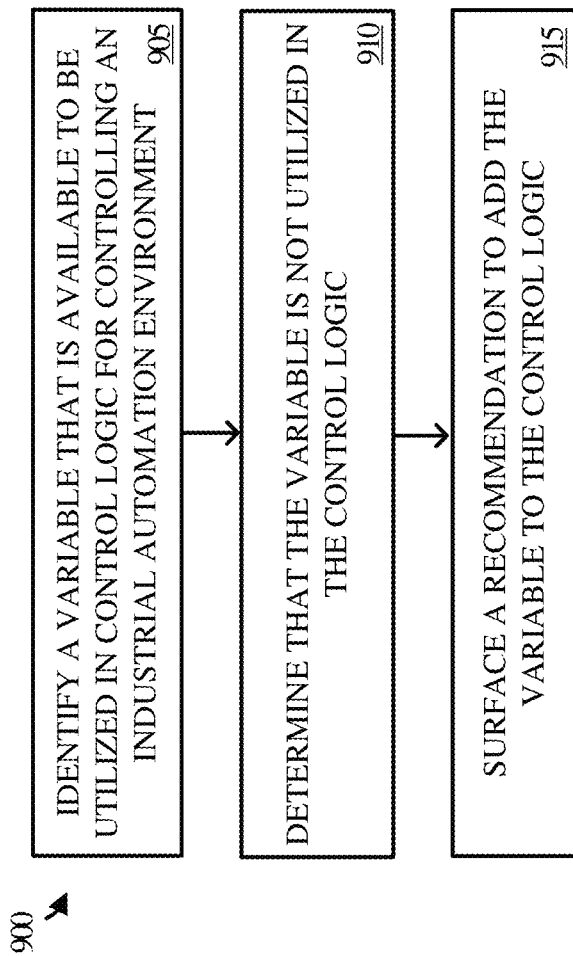 900
IDENTIFY A VARIABLE THAT IS AVAILABLE TO BE
UTILIZED IN CONTROL LOGIC FOR CONTROLLING AN
INDUSTRIAL AUTOMATION ENVIRONMENT
905
DETERMINE THAT THE VARIABLE IS NOT UTILIZED IN
THE CONTROL LOGIC
910
SURFACE A RECOMMENDATION TO ADD THE
VARIABLE TO THE CONTROL LOGIC
915